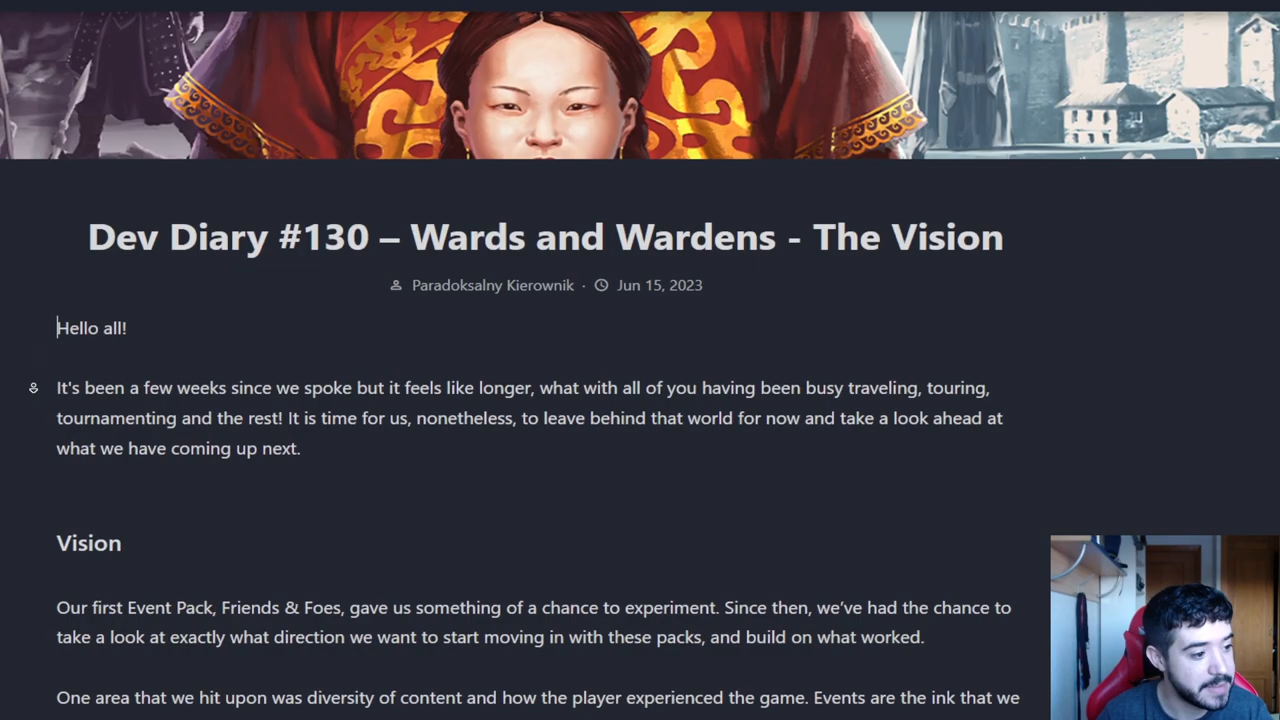 Dev Diary #130 – Wards and Wardens - The Vision
Paradoksalny Kierownik · Jun 15, 2023
Hello all!
It's been a few weeks since we spoke but it feels like longer, what with all of you having been busy traveling, touring,
tournamenting and the rest! It is time for us, nonetheless, to leave behind that world for now and take a look ahead at
what we have coming up next.
Vision
Our first Event Pack, Friends & Foes, gave us something of a chance to experiment. Since then, we’ve had the chance to
take a look at exactly what direction we want to start moving in with these packs, and build on what worked.
One area that we hit upon was diversity of content and how the player experienced the game. Events are the ink that we